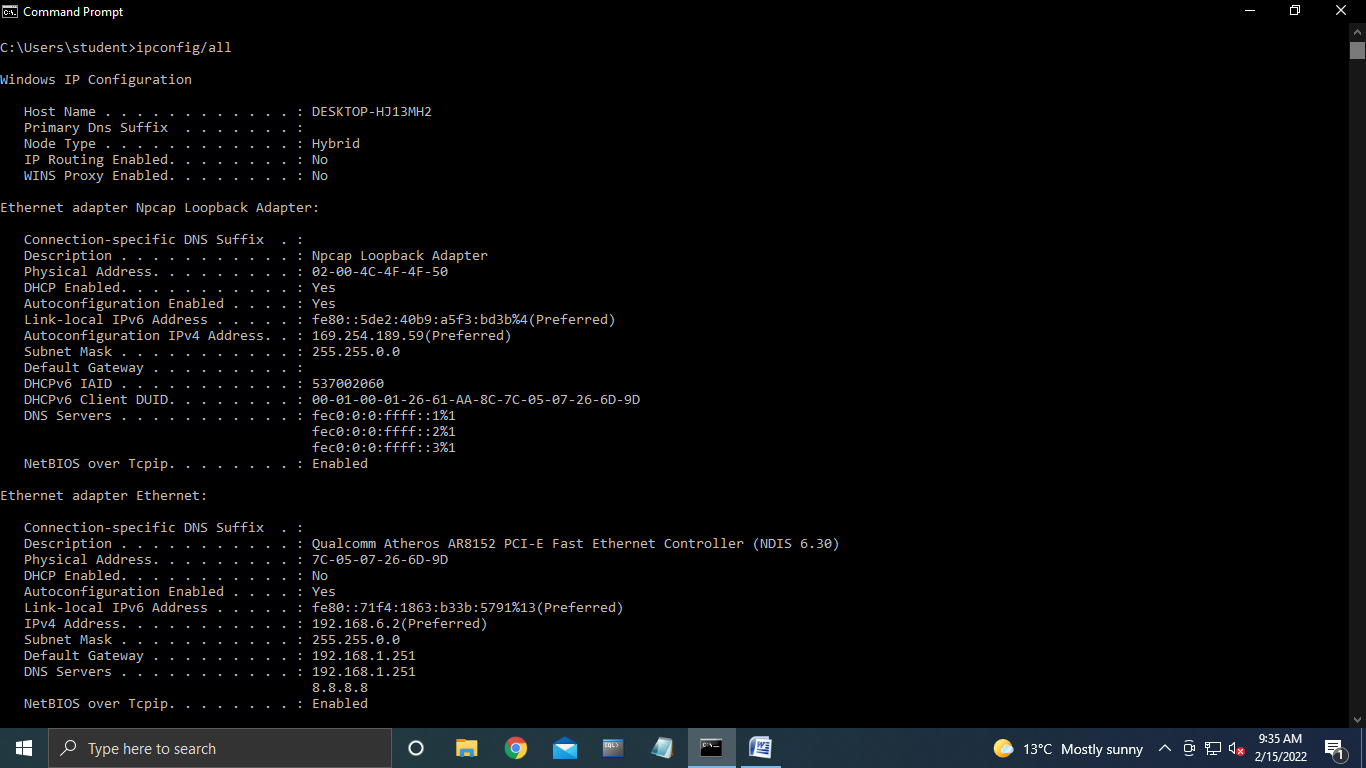 Command Prompt
C:\Users\student>ipconfig/all
Windows IP Configuration
Host Name . . . . . . . . . . . . : DESKTOP-HJ13MH2
Primary Dns Suffix  . . . . . . . :
Node Type . . . . . . . . . . . . : Hybrid
IP Routing Enabled. . . . . . . . : No
WINS Proxy Enabled. . . . . . . . : No
Ethernet adapter Npcap Loopback Adapter:
Connection-specific DNS Suffix  . :
Description . . . . . . . . . . . : Npcap Loopback Adapter
Physical Address. . . . . . . . . : 02-00-4C-4F-4F-50
DHCP Enabled. . . . . . . . . . . : Yes
Autoconfiguration Enabled . . . . : Yes
Link-local IPv6 Address . . . . . : fe80::5de2:40b9:a5f3:bd3b%4(Preferred)
Autoconfiguration IPv4 Address. . : 169.254.189.59(Preferred)
Subnet Mask . . . . . . . . . . . : 255.255.0.0
Default Gateway . . . . . . . . . :
DHCPv6 IAID . . . . . . . . . . . : 537002060
DHCPv6 Client DUID. . . . . . . . : 00-01-00-01-26-61-AA-8C-7C-05-07-26-6D-9D
DNS Servers . . . . . . . . . . . : fec0:0:0:ffff::1%1
fec0:0:0:ffff::2%1
fec0:0:0:ffff::3%1
NetBIOS over Tcpip. . . . . . . . : Enabled
Ethernet adapter Ethernet:
Connection-specific DNS Suffix  . :
Description . . . . . . . . . . . : Qualcomm Atheros AR8152 PCI-E Fast Ethernet Controller (NDIS 6.30)
Physical Address. . . . . . . . . : 7C-05-07-26-6D-9D
DHCP Enabled. . . . . . . . . . . : No
Autoconfiguration Enabled . . . . : Yes
Link-local IPv6 Address . . . . . : fe80::71f4:1863:b33b:5791%13(Preferred)
IPv4 Address. . . . . . . . . . . : 192.168.6.2(Preferred)
Subnet Mask . . . . . . . . . . . : 255.255.0.0
Default Gateway . . . . . . . . . : 192.168.1.251
DNS Servers . . . . . . . . . . . : 192.168.1.251
8.8.8.8
NetBIOS over Tcpip. . . . . . . . : Enabled
Type here to search
13°C Mostly sunny
9:35 AM
2/15/2022
1